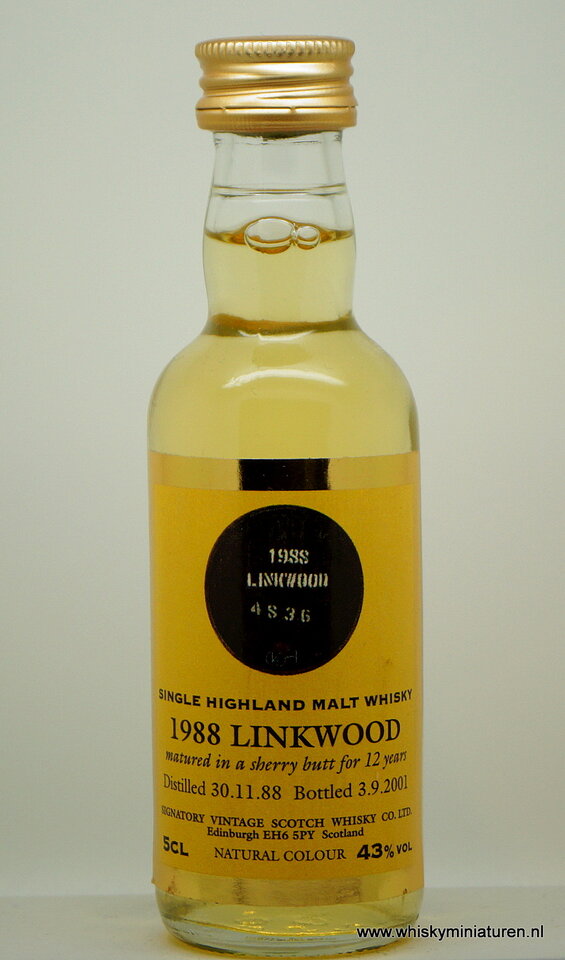 1988
LINKWOOD
4836
SINGLE HIGHLAND MALT WHISKY
1988 LINKWOOD
matured in a sherry butt for 12 years
Distilled 30.11.88 Bottled 3.9.2001
SIGNATORY VINTAGE SCOTCH WHISKY CO. LTD.
Edinburgh EH6 5PY Scotland
5CL NATURAL COLOUR 43% VOL
www.whiskyminiaturen.nl